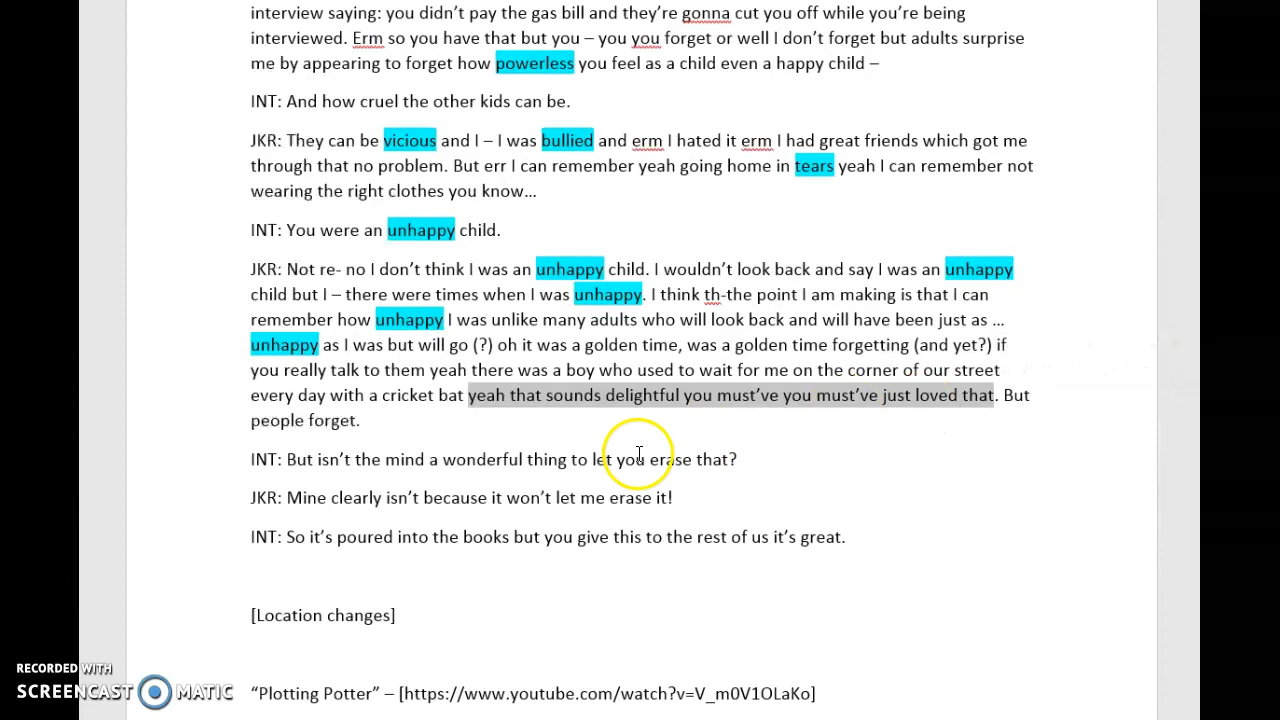 interview saying: you didn’t pay the gas bill and they’re gonna cut you off while you’re being
interviewed. Erm so you have that but you – you you forget or well I don’t forget but adults surprise
me by appearing to forget how powerless you feel as a child even a happy child –
INT: And how cruel the other kids can be.
JKR: They can be vicious and I – I was bullied and erm I hated it erm I had great friends which got me
through that no problem. But err I can remember yeah going home in tears yeah I can remember not
wearing the right clothes you know…
INT: You were an unhappy child.
JKR: Not re- no I don’t think I was an unhappy child. I wouldn’t look back and say I was an unhappy
child but I – there were times when I was unhappy. I think th-the point I am making is that I can
remember how unhappy I was unlike many adults who will look back and will have been just as …
unhappy as I was but will go (?) oh it was a golden time, was a golden time forgetting (and yet?) if
you really talk to them yeah there was a boy who used to wait for me on the corner of our street
every day with a cricket bat yeah that sounds delightful you must’ve you must’ve just loved that. But
people forget.
INT: But isn’t the mind a wonderful thing to let you erase that?
JKR: Mine clearly isn’t because it won’t let me erase it!
INT: So it’s poured into the books but you give this to the rest of us it’s great.
[Location changes]
“Plotting Potter” – [https://www.youtube.com/watch?v=V_m0V1OLaKo]
RECORDED WITH
SCREENCAST MATIC